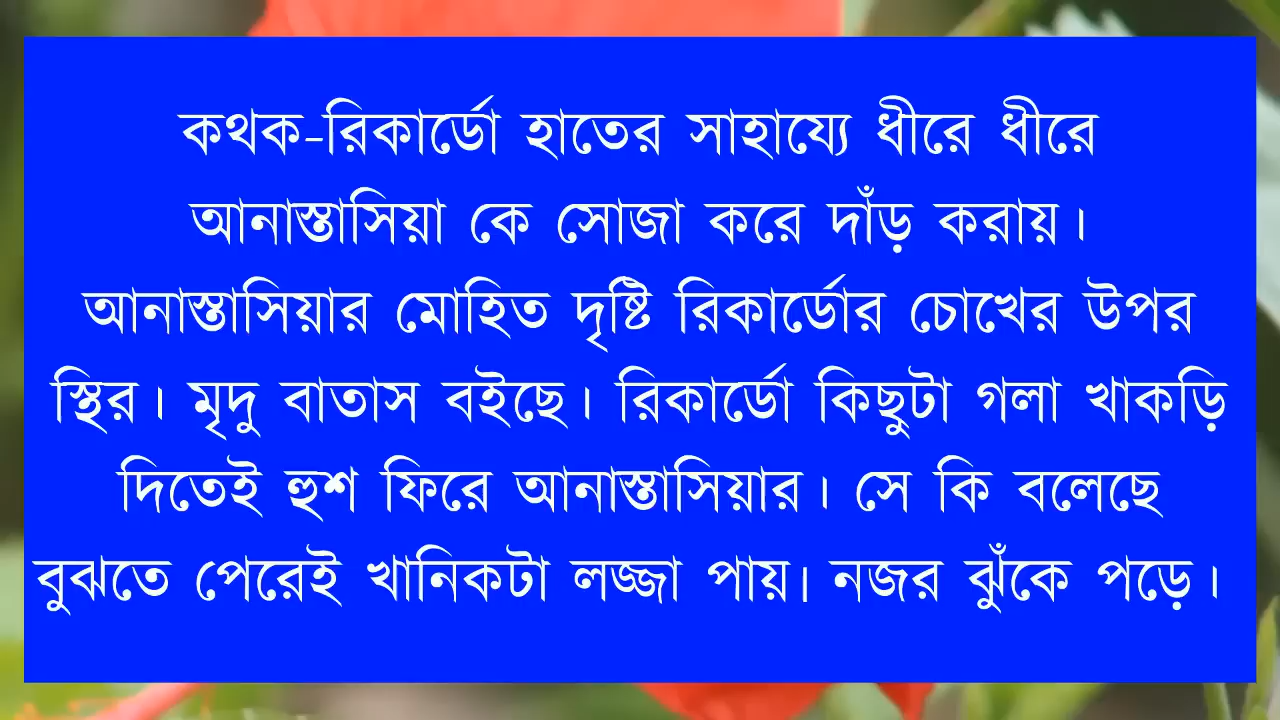 কথক-রিকার্ডো হাতের সাহায্যে ধীরে ধীরে
আনাস্তাসিয়া কে সোজা করে দাঁড় করায়।
আনাস্তাসিয়ার মোহিত দৃষ্টি রিকার্ডোর চোখের উপর
স্থির। মৃদু বাতাস বইছে। রিকার্ডো কিছুটা গলা খাকড়ি
দিতেই হুশ ফিরে আনাস্তাসিয়ার। সে কি বলেছে
বুঝতে পেরেই খানিকটা লজ্জা পায়। নজর ঝুঁকে পড়ে।